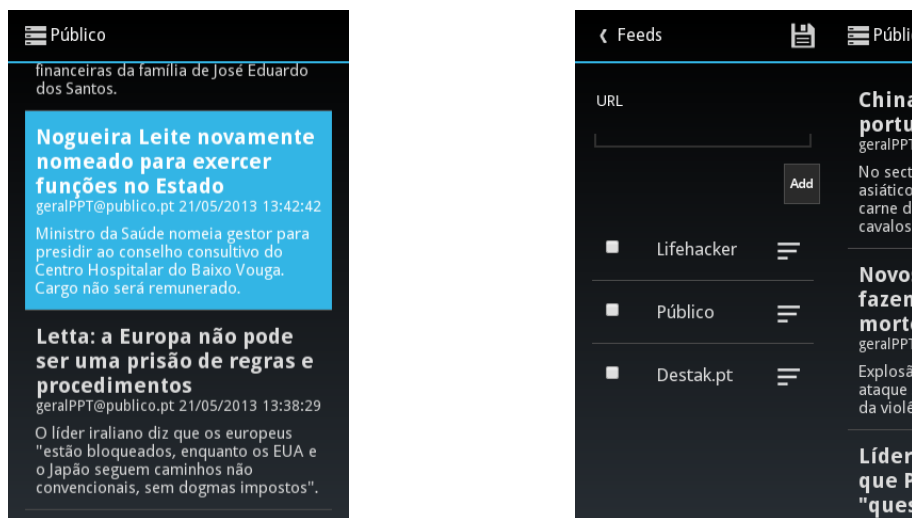 Público
financeiras da família de José Eduardo
dos Santos.
Nogueira Leite novamente
nomeado para exercer
funções no Estado
geralPPT@publico.pt 21/05/2013 13:42:42
Ministro da Saúde nomeia gestor para
presidir ao conselho consultivo do
Centro Hospitalar do Baixo Vouga.
Cargo não será remunerado.
Letta: a Europa não pode
ser uma prisão de regras e
procedimentos
geralPPT@publico.pt 21/05/2013 13:38:29
O líder iraliano diz que os europeus
"estão bloqueados, enquanto os EUA e
o Japão seguem caminhos não
convencionais, sem dogmas impostos".
Feeds
URL
Add
Lifehacker
Público
Destak.pt
Públic
China
portu
geralPPT
No sect
asiático
carne d
cavalos
Novos
fazem
morte
geralPPT
Explosã
ataque
da violê
Líder
que P
"ques